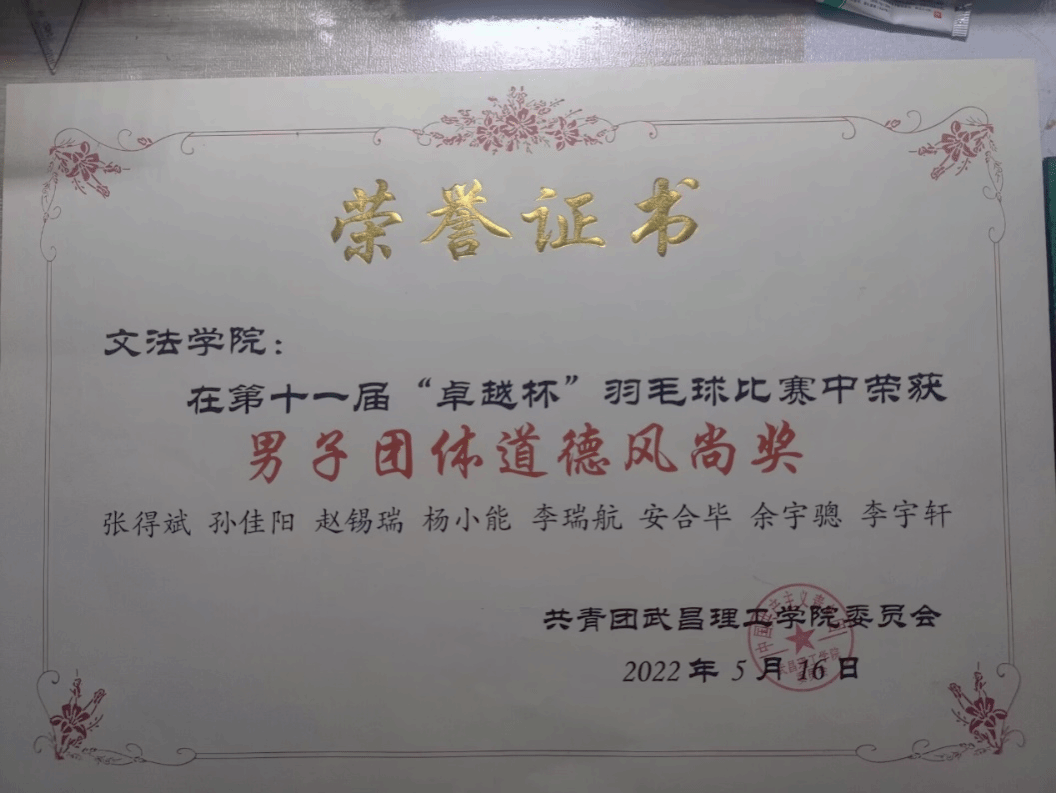 荣誉证书
文法学院：
在第十一届“卓越杯”羽毛球比赛中荣获
男子团体道德风尚奖
张得斌 孙佳阳 赵锡瑞 杨小能 李瑞航 安合毕 余宇骢 李宇轩
共青团武昌理工学院委员会
2022年5月16日